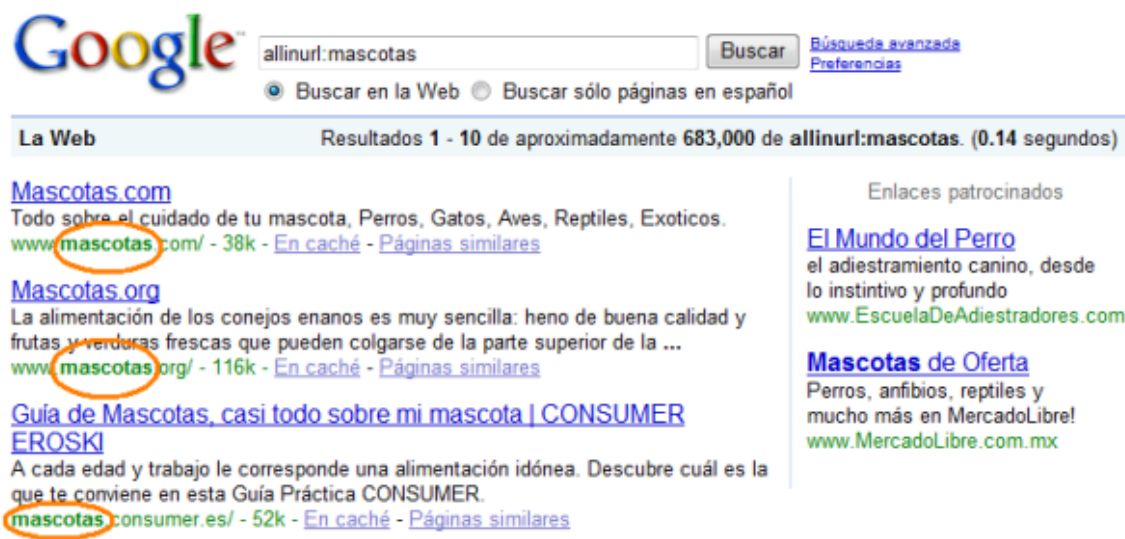 Google
allinurl:mascotas
Buscar
Búsqueda avanzada
Preferencias
Buscar en la Web Buscar sólo páginas en español
La Web Resultados 1 - 10 de aproximadamente 683,000 de allinurl:mascotas. (0.14 segundos)
Mascotas.com
Todo sobre el cuidado de tu mascota, Perros, Gatos, Aves, Reptiles, Exoticos.
www.mascotas.com/ - 38k - En caché - Páginas similares
Mascotas.org
La alimentación de los conejos enanos es muy sencilla: heno de buena calidad y
frutas y verduras frescas que pueden colgarse de la parte superior de la ...
www.mascotas.org/ - 116k - En caché - Páginas similares
Guía de Mascotas, casi todo sobre mi mascota | CONSUMER
EROSKI
A cada edad y trabajo le corresponde una alimentación idónea. Descubre cuál es la
que te conviene en esta Guía Práctica CONSUMER.
mascotas.consumer.es/ - 52k - En caché - Páginas similares
Enlaces patrocinados
El Mundo del Perro
el adiestramiento canino, desde
lo instintivo y profundo
www.EscuelaDeAdiestradores.com
Mascotas de Oferta
Perros, anfibios, reptiles y
mucho más en MercadoLibre!
www.MercadoLibre.com.mx